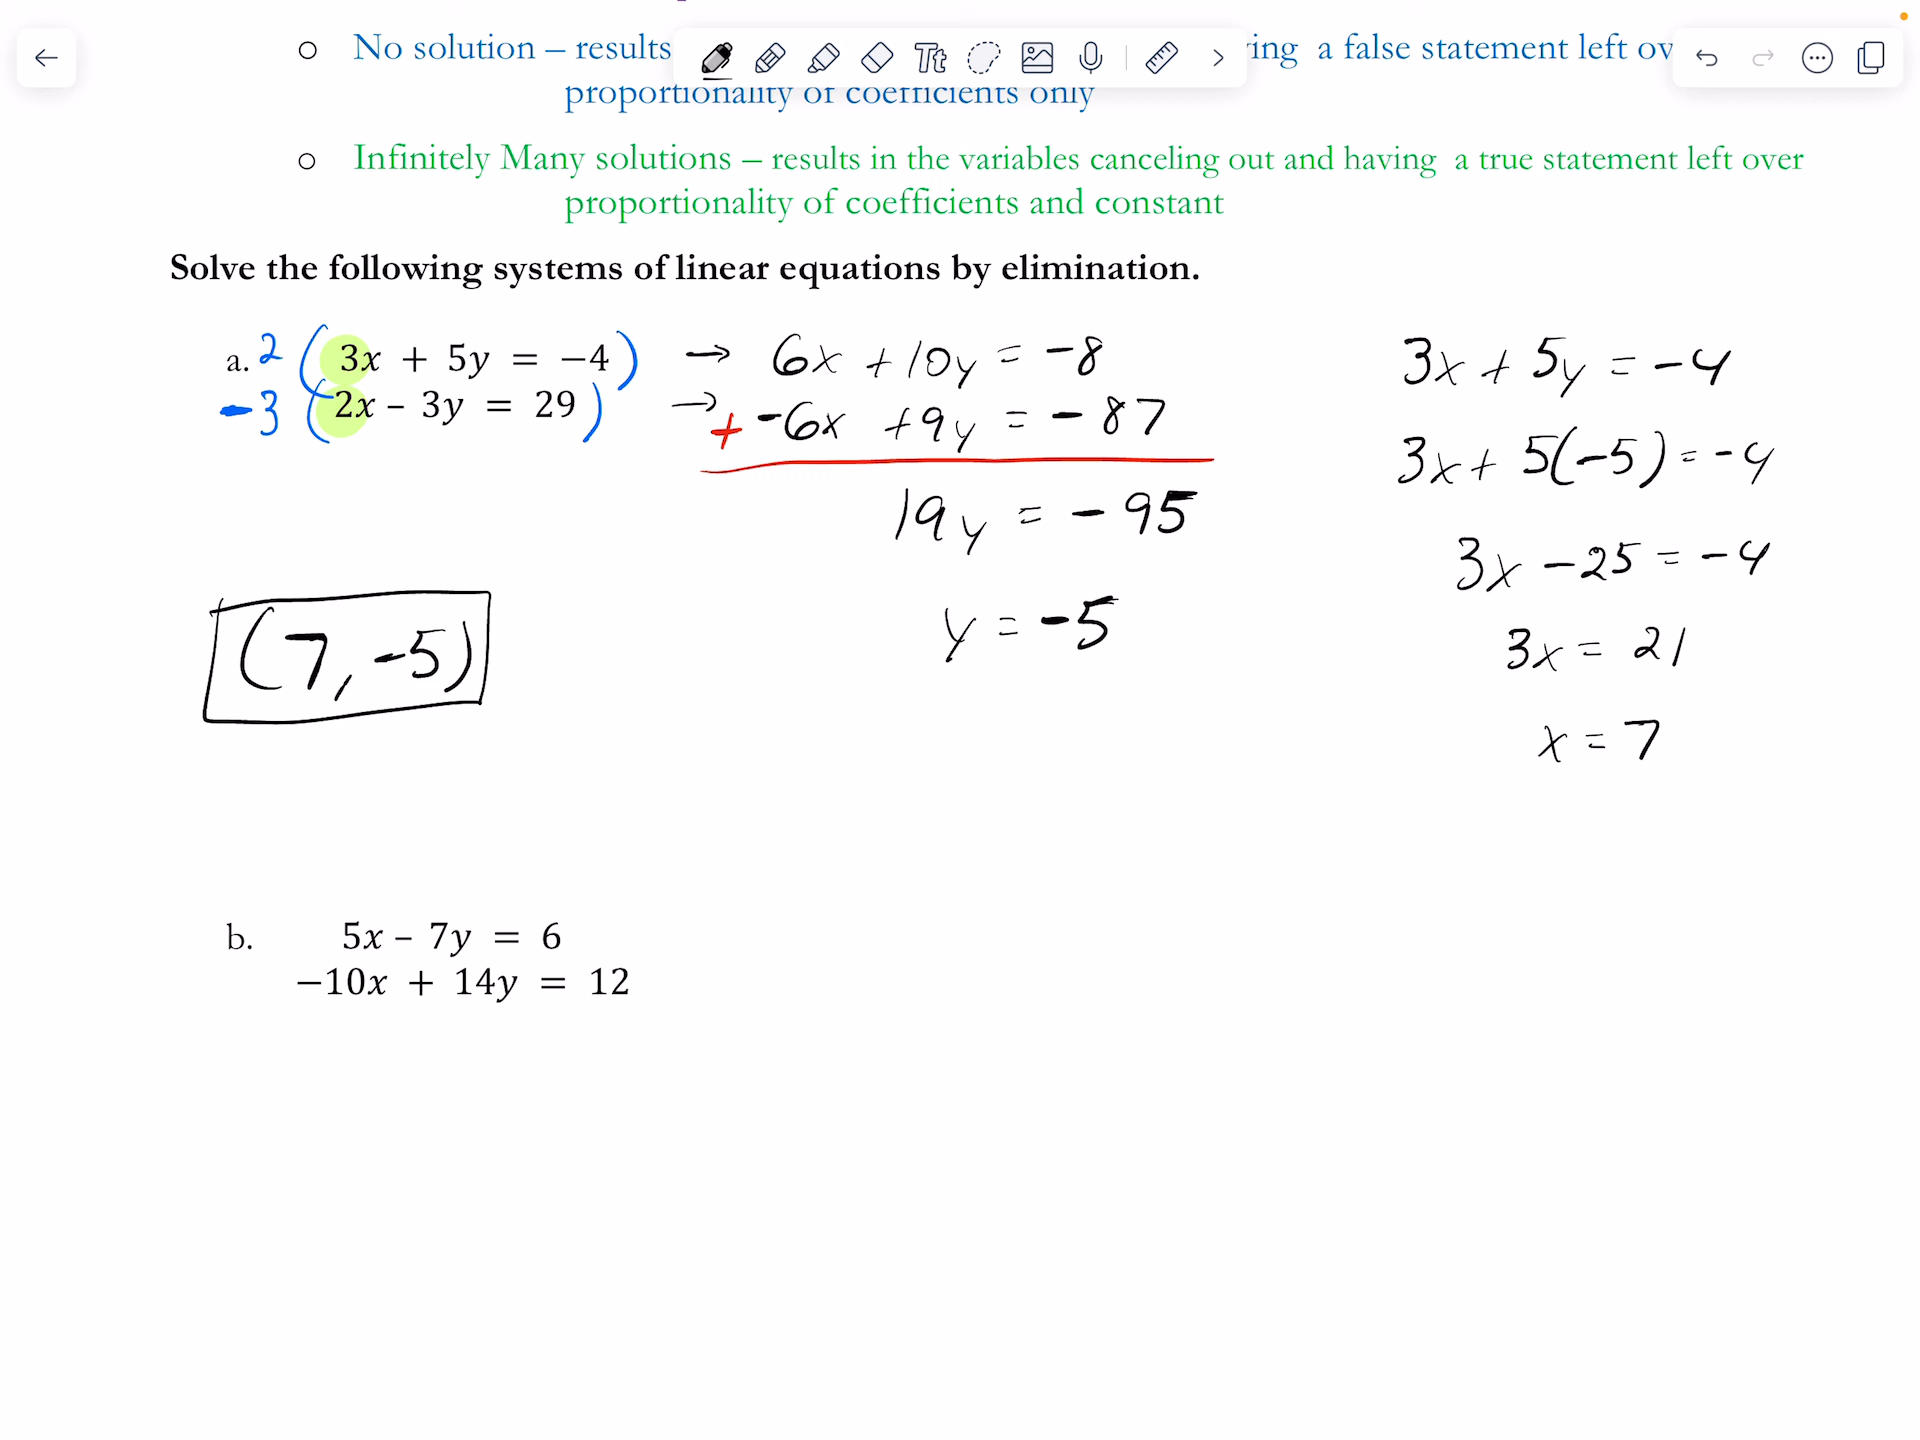 No solution – results ing a false statement left ov
proportionality of coefficients only
Infinitely Many solutions – results in the variables canceling out and having a true statement left over
proportionality of coefficients and constant
Solve the following systems of linear equations by elimination.
a. 2 (3x + 5y = −4) → 6x + 10y = -8
-3 (2x – 3y = 29) → + -6x + 9y = -87
19y = -95
y = -5
(7, -5)
3x + 5y = -4
3x + 5(-5) = -4
3x - 25 = -4
3x = 21
x = 7
b. 5x – 7y = 6
−10x + 14y = 12
Tt